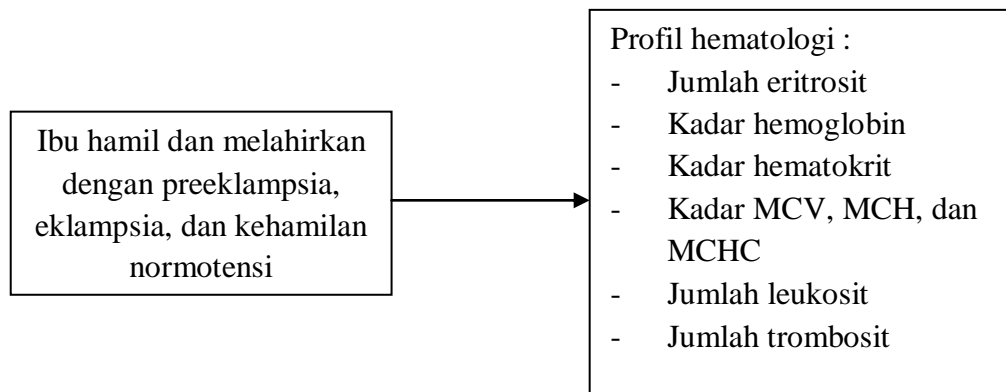 Ibu hamil dan melahirkan
dengan preeklampsia,
eklampsia, dan kehamilan
normotensi
Profil hematologi :
- Jumlah eritrosit
- Kadar hemoglobin
- Kadar hematokrit
- Kadar MCV, MCH, dan
MCHC
- Jumlah leukosit
- Jumlah trombosit